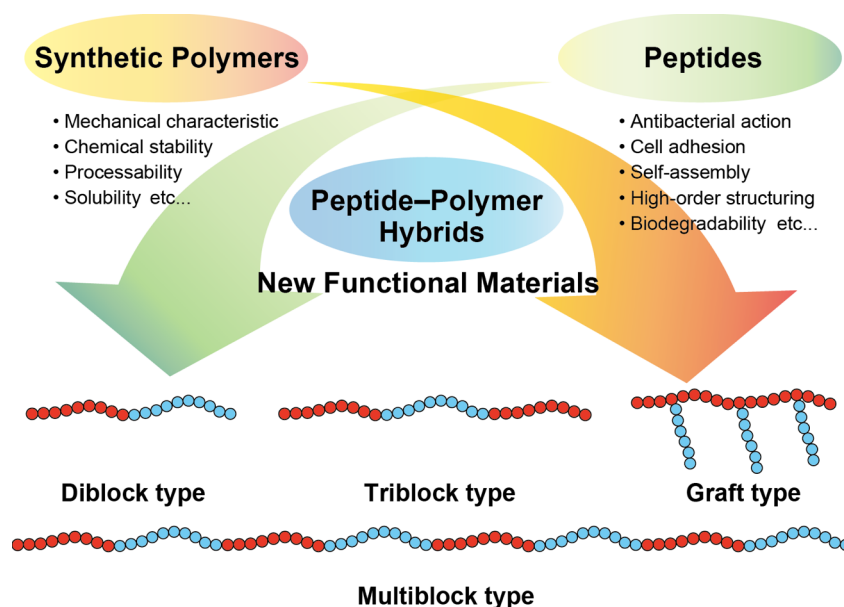 Synthetic Polymers
• Mechanical characteristic
• Chemical stability
• Processability
• Solubility etc...
Peptides
• Antibacterial action
• Cell adhesion
• Self-assembly
• High-order structuring
• Biodegradability etc...
Peptide–Polymer
Hybrids
New Functional Materials
Diblock type
Triblock type
Graft type
Multiblock type